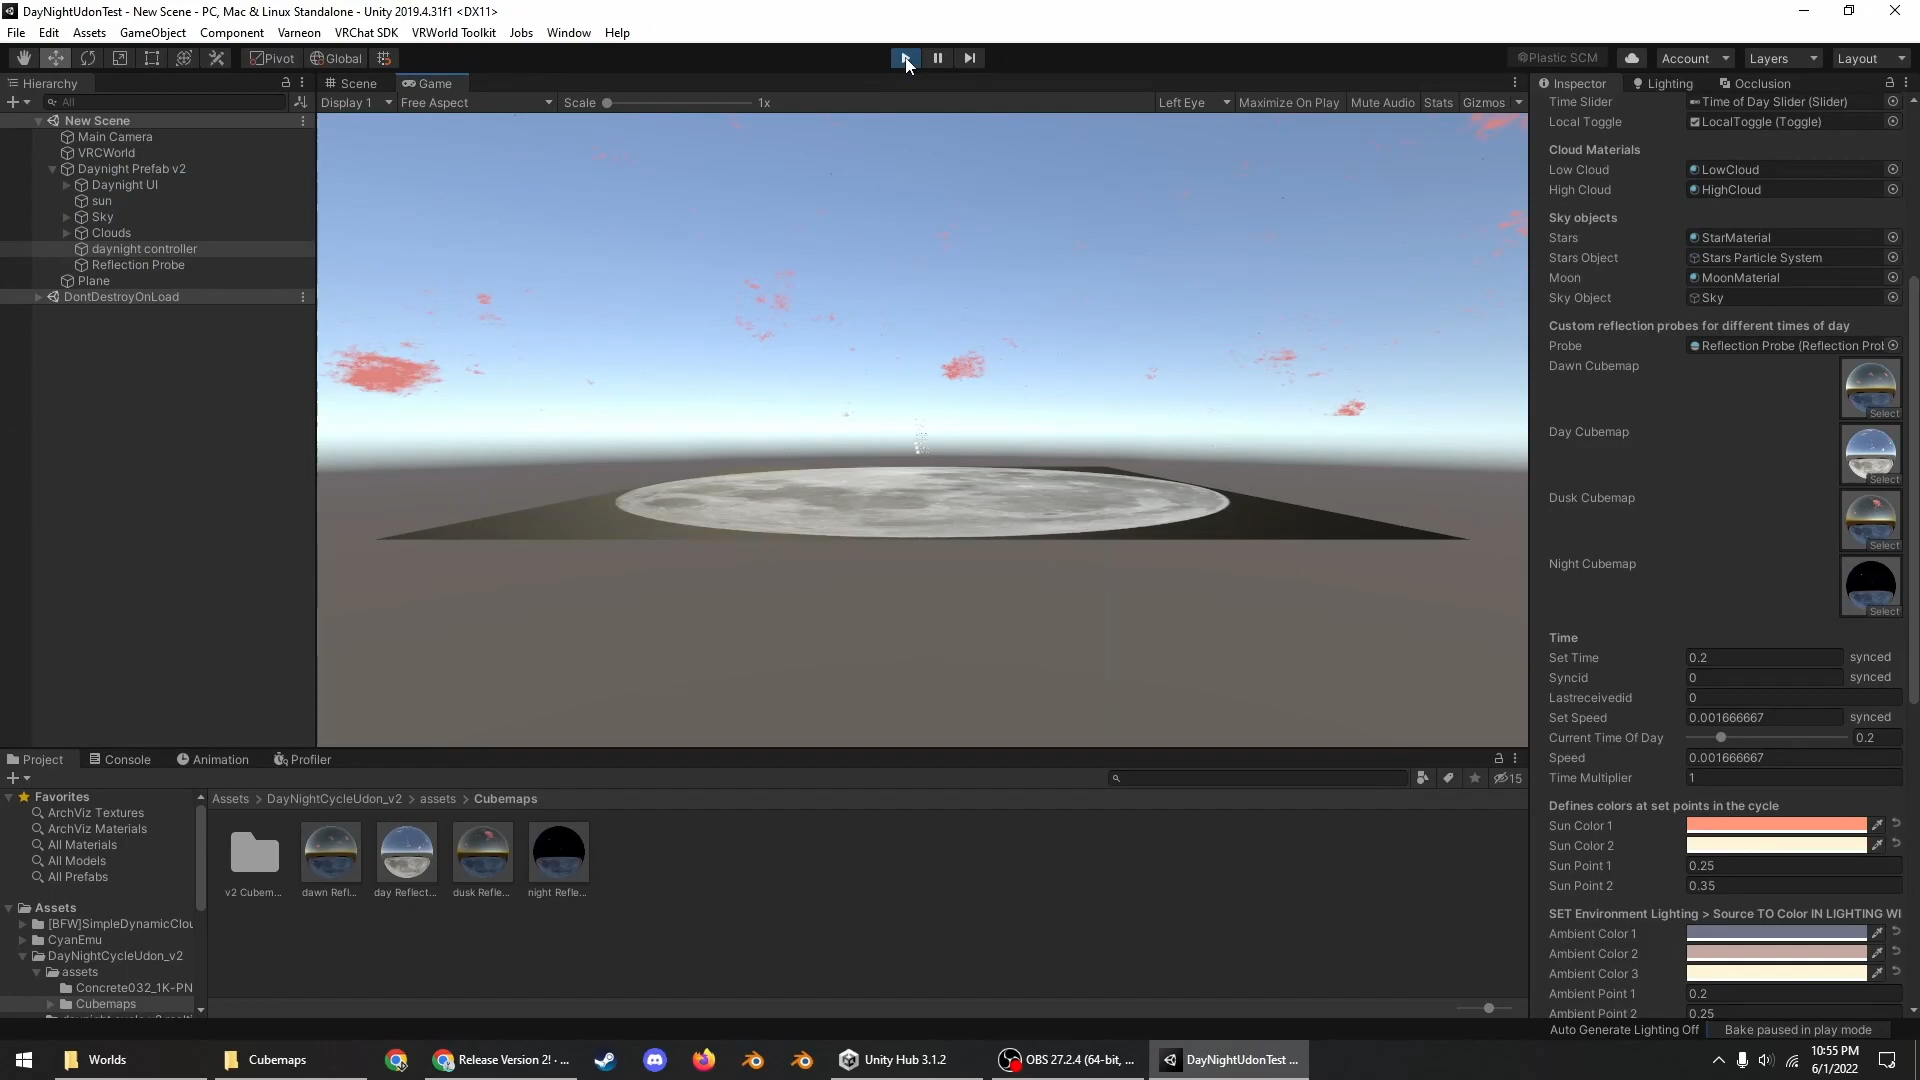 DayNightUdonTest - New Scene - PC, Mac & Linux Standalone - Unity 2019.4.31f1 <DX11>
File Edit Assets GameObject Component Varneon VRChat SDK VRWorld Toolkit Jobs Window Help
Pivot Global Plastic SCM Account Layers Layout
Hierarchy
All
New Scene
Main Camera
VRCWorld
Daynight Prefab v2
Daynight UI
sun
Sky
Clouds
daynight controller
Reflection Probe
Plane
DontDestroyOnLoad
Scene Game
Display 1 Free Aspect Scale 1x Left Eye Maximize On Play Mute Audio Stats Gizmos
Inspector Lighting Occlusion
Time Slider Time of Day Slider (Slider)
Local Toggle LocalToggle (Toggle)
Cloud Materials
Low Cloud LowCloud
High Cloud HighCloud
Sky objects
Stars StarMaterial
Stars Object Stars Particle System
Moon MoonMaterial
Sky Object Sky
Custom reflection probes for different times of day
Probe Reflection Probe (Reflection Prol
Dawn Cubemap
Select
Day Cubemap
Select
Dusk Cubemap
Select
Night Cubemap
Select
Time
Set Time 0.2 synced
Syncid 0 synced
Lastreceivedid 0
Set Speed 0.001666667 synced
Current Time Of Day 0.2
Speed 0.001666667
Time Multiplier 1
Defines colors at set points in the cycle
Sun Color 1
Sun Color 2
Sun Point 1 0.25
Sun Point 2 0.35
SET Environment Lighting > Source TO Color IN LIGHTING WI
Ambient Color 1
Ambient Color 2
Ambient Color 3
Ambient Point 1 0.2
Ambient Point 2 0.25
Auto Generate Lighting Off Bake paused in play mode
Project Console Animation Profiler
15
Favorites
ArchViz Textures
ArchViz Materials
All Materials
All Models
All Prefabs
Assets
[BFW]SimpleDynamicClou
CyanEmu
DayNightCycleUdon_v2
assets
Concrete032_1K-PN
Cubemaps
Assets > DayNightCycleUdon_v2 > assets > Cubemaps
v2 Cubem... dawn Refl... day Reflect... dusk Refle... night Refle...
Worlds Cubemaps Release Version 2! · ... Unity Hub 3.1.2 OBS 27.2.4 (64-bit, ... DayNightUdonTest ...
10:55 PM
6/1/2022